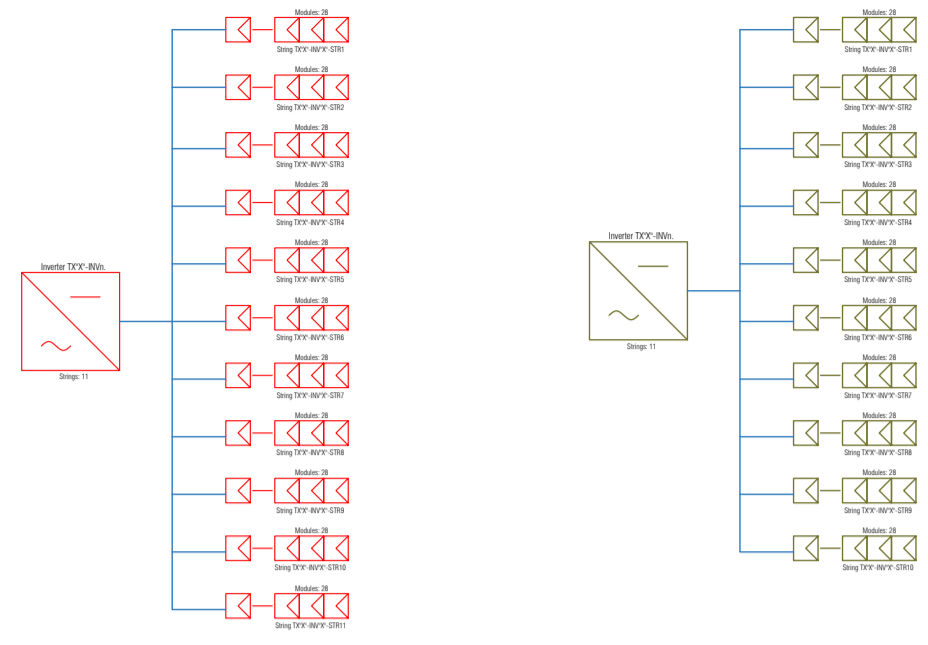 Modules: 28
String TX"X"-INV"X"-STR1
Modules: 28
String TX"X"-INV"X"-STR2
Modules: 28
String TX"X"-INV"X"-STR3
Modules: 28
String TX"X"-INV"X"-STR4
Modules: 28
String TX"X"-INV"X"-STR5
Inverter TX"X"-INVn.
Strings: 11
Modules: 28
String TX"X"-INV"X"-STR6
Modules: 28
String TX"X"-INV"X"-STR7
Modules: 28
String TX"X"-INV"X"-STR8
Modules: 28
String TX"X"-INV"X"-STR9
Modules: 28
String TX"X"-INV"X"-STR10
Modules: 28
String TX"X"-INV"X"-STR11
Modules: 28
String TX"X"-INV"X"-STR1
Modules: 28
String TX"X"-INV"X"-STR2
Modules: 28
String TX"X"-INV"X"-STR3
Modules: 28
String TX"X"-INV"X"-STR4
Inverter TX"X"-INVn.
Strings: 11
Modules: 28
String TX"X"-INV"X"-STR5
Modules: 28
String TX"X"-INV"X"-STR6
Modules: 28
String TX"X"-INV"X"-STR7
Modules: 28
String TX"X"-INV"X"-STR8
Modules: 28
String TX"X"-INV"X"-STR9
Modules: 28
String TX"X"-INV"X"-STR10